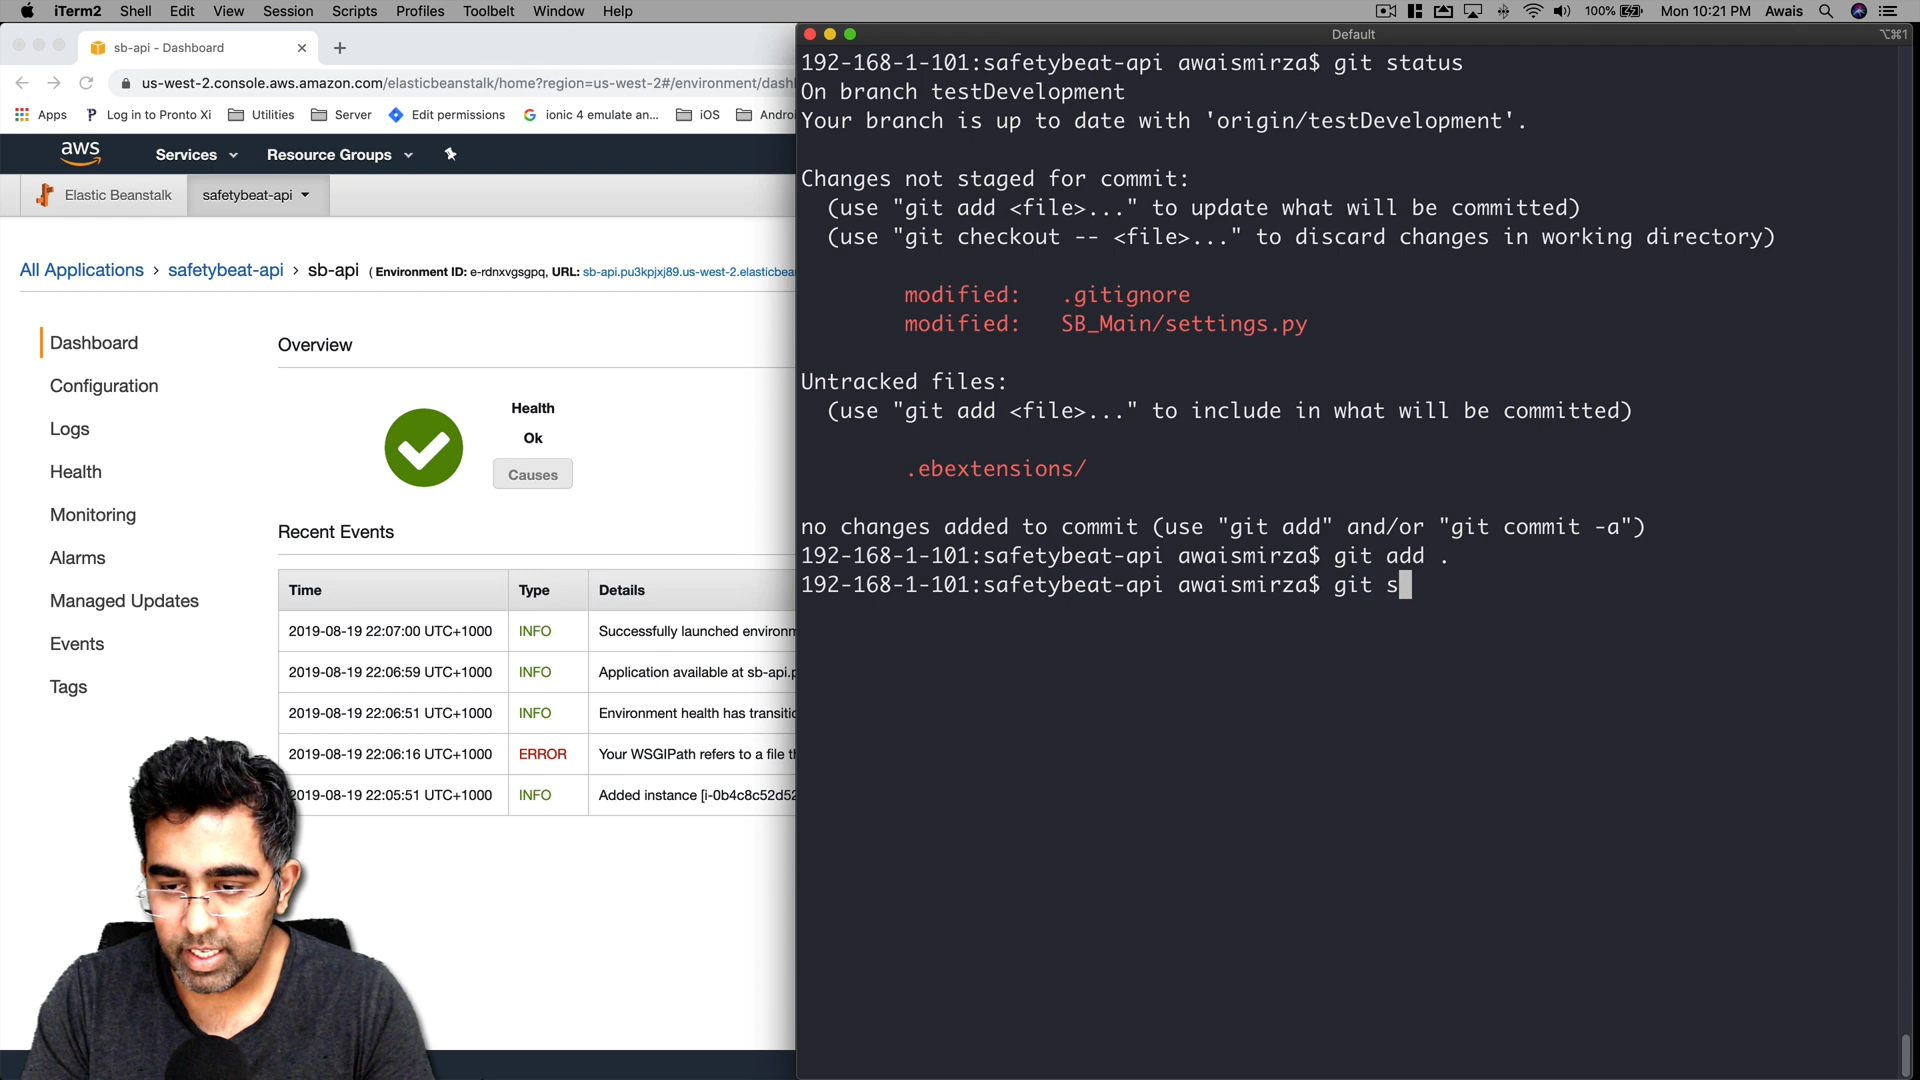 iTerm2 Shell Edit View Session Scripts Profiles Toolbelt Window Help 100% Mon 10:21 PM Awais
sb-api - Dashboard
us-west-2.console.aws.amazon.com/elasticbeanstalk/home?region=us-west-2#/environment/dash
Apps Log in to Pronto Xi Utilities Server Edit permissions ionic 4 emulate an... iOS
aws Services Resource Groups
Elastic Beanstalk safetybeat-api
All Applications > safetybeat-api > sb-api ( Environment ID: e-rdnxvgsgpq, URL: sb-api.pu3kpjxj89.us-west-2.elasticbea
Dashboard
Configuration
Logs
Health
Monitoring
Alarms
Managed Updates
Events
Tags
Overview
Health
Ok
Causes
Recent Events
Time Type Details
2019-08-19 22:07:00 UTC+1000 INFO Successfully launched environm
2019-08-19 22:06:59 UTC+1000 INFO Application available at sb-api.p
2019-08-19 22:06:51 UTC+1000 INFO Environment health has transitio
2019-08-19 22:06:16 UTC+1000 ERROR Your WSGIPath refers to a file th
2019-08-19 22:05:51 UTC+1000 INFO Added instance [i-0b4c8c52d52
Default ⌥⌘1
192-168-1-101:safetybeat-api awaismirza$ git status
On branch testDevelopment
Your branch is up to date with 'origin/testDevelopment'.
Changes not staged for commit:
(use "git add <file>..." to update what will be committed)
(use "git checkout -- <file>..." to discard changes in working directory)
modified: .gitignore
modified: SB_Main/settings.py
Untracked files:
(use "git add <file>..." to include in what will be committed)
.ebextensions/
no changes added to commit (use "git add" and/or "git commit -a")
192-168-1-101:safetybeat-api awaismirza$ git add .
192-168-1-101:safetybeat-api awaismirza$ git s